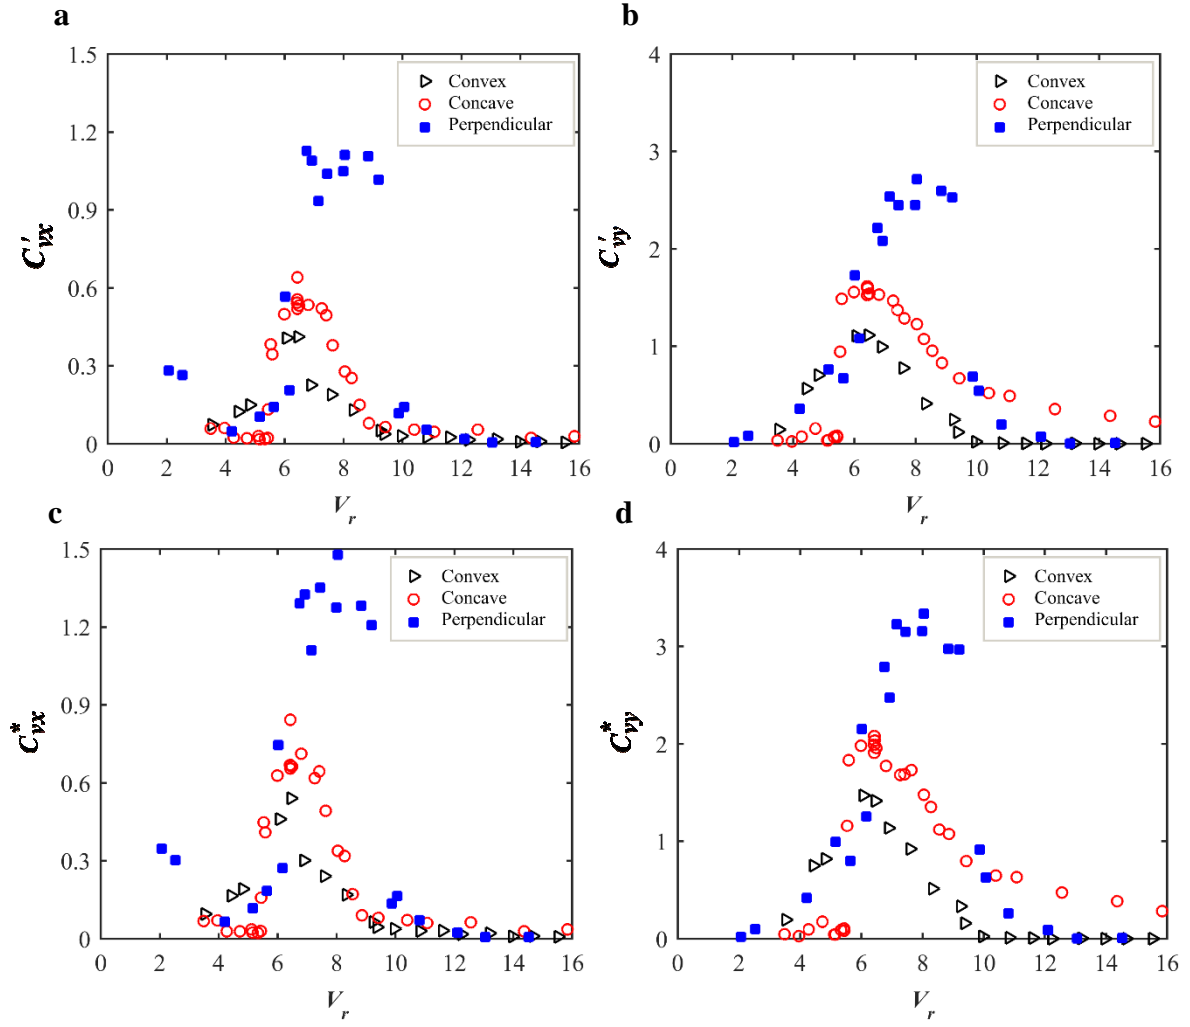 a
1.5
1.2
0.9
0.6
0.3
0
0 2 4 6 8 10 12 14 16
C'vx
Vr
Convex
Concave
Perpendicular
b
4
3
2
1
0
0 2 4 6 8 10 12 14 16
C'vy
Vr
Convex
Concave
Perpendicular
c
1.5
1.2
0.9
0.6
0.3
0
0 2 4 6 8 10 12 14 16
C*vx
Vr
Convex
Concave
Perpendicular
d
4
3
2
1
0
0 2 4 6 8 10 12 14 16
C*vy
Vr
Convex
Concave
Perpendicular